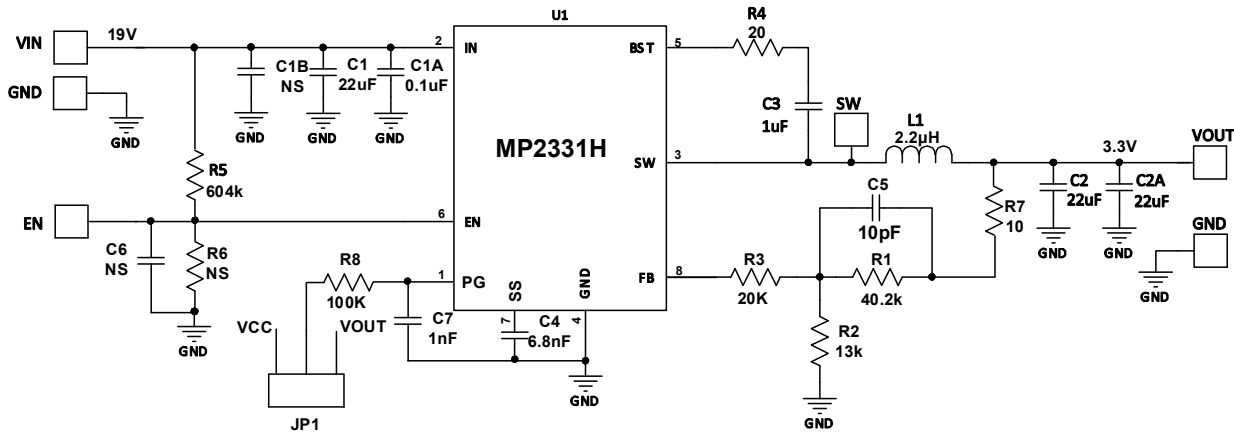 U1
R4
20
VIN
19V
2
IN
BST
5
C1B
NS
C1
22uF
C1A
0.1uF
GND
GND
GND
GND
GND
C3
1uF
SW
L1
2.2µH
MP2331H
SW
3
3.3V
VOUT
R5
604k
C5
10pF
R7
10
C2
22uF
C2A
22uF
GND
GND
GND
EN
6
EN
C6
NS
R6
NS
R8
100K
1
PG
FB
8
R3
20K
R1
40.2k
GND
SS
GND
7
4
C7
1nF
C4
6.8nF
R2
13k
GND
VCC
VOUT
GND
GND
JP1